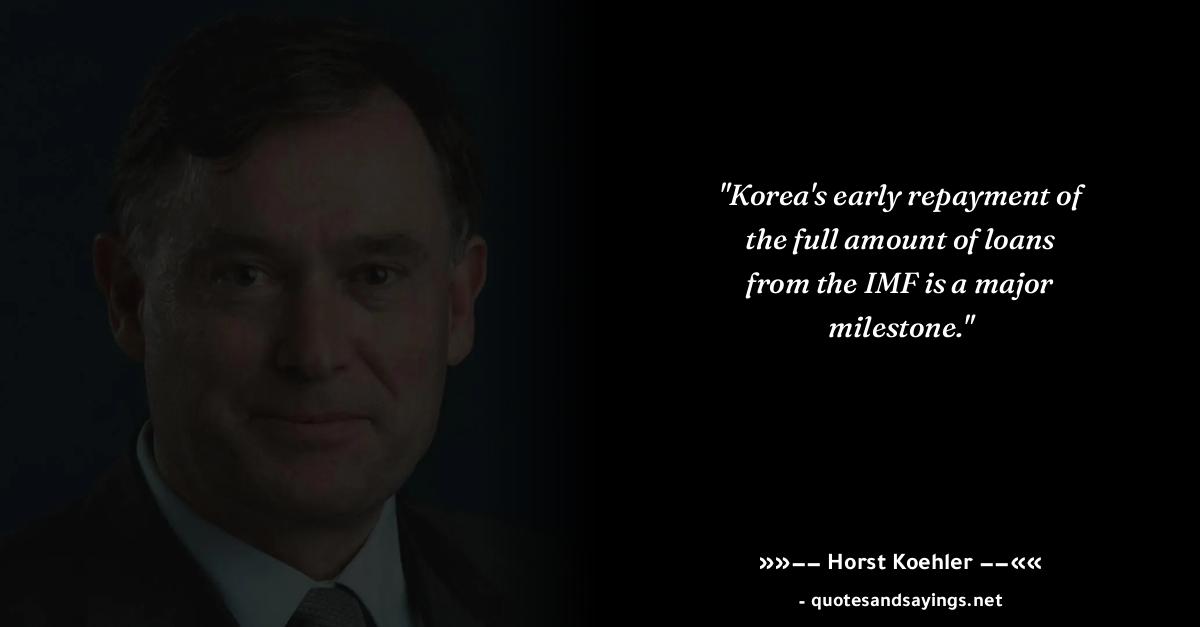 "Korea's early repayment of
the full amount of loans
from the IMF is a major
milestone."
»»−− Horst Koehler −−««
- quotesandsayings.net